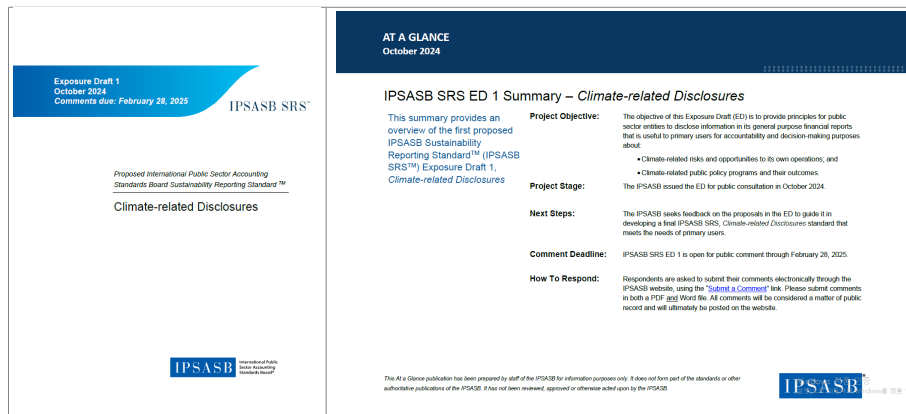 Exposure Draft 1
October 2024
Comments due: February 28, 2025
IPSASB SRS™
Proposed International Public Sector Accounting
Standards Board Sustainability Reporting Standard ™
Climate-related Disclosures
IPSASB
International Public
Sector Accounting
Standards Board®
AT A GLANCE
October 2024
IPSASB SRS ED 1 Summary – Climate-related Disclosures
This summary provides an
overview of the first proposed
IPSASB Sustainability
Reporting Standard™ (IPSASB
SRS™) Exposure Draft 1,
Climate-related Disclosures
Project Objective:
The objective of this Exposure Draft (ED) is to provide principles for public
sector entities to disclose information in its general purpose financial reports
that is useful to primary users for accountability and decision-making purposes
about:
•Climate-related risks and opportunities to its own operations; and
•Climate-related public policy programs and their outcomes.
Project Stage:
The IPSASB issued the ED for public consultation in October 2024.
Next Steps:
The IPSASB seeks feedback on the proposals in the ED to guide it in
developing a final IPSASB SRS, Climate-related Disclosures standard that
meets the needs of primary users.
Comment Deadline:
IPSASB SRS ED 1 is open for public comment through February 28, 2025.
How To Respond:
Respondents are asked to submit their comments electronically through the
IPSASB website, using the "Submit a Comment" link. Please submit comments
in both a PDF and Word file. All comments will be considered a matter of public
record and will ultimately be posted on the website.
This At a Glance publication has been prepared by staff of the IPSASB for information purposes only. It does not form part of the standards or other
authoritative publications of the IPSASB. It has not been reviewed, approved or otherwise acted upon by the IPSASB.
IPSASB®